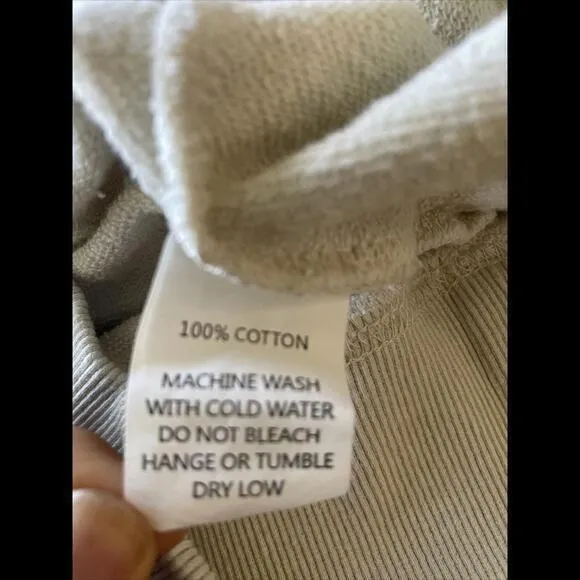 100% COTTON
MACHINE WASH
WITH COLD WATER
DO NOT BLEACH
HANGE OR TUMBLE
DRY LOW